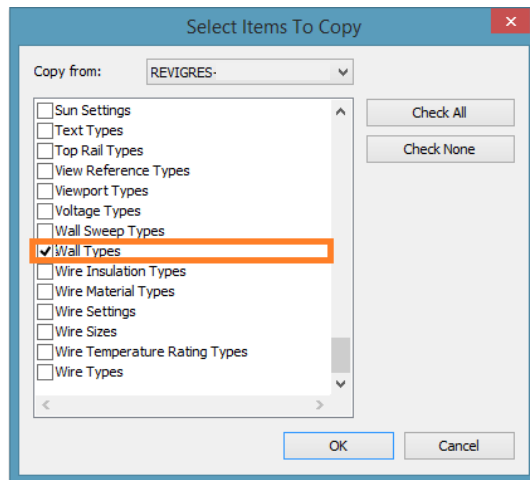 Select Items To Copy
Copy from: REVIGRES-
Sun Settings
Text Types
Top Rail Types
View Reference Types
Viewport Types
Voltage Types
Wall Sweep Types
Wall Types
Wire Insulation Types
Wire Material Types
Wire Settings
Wire Sizes
Wire Temperature Rating Types
Wire Types
Check All
Check None
OK
Cancel